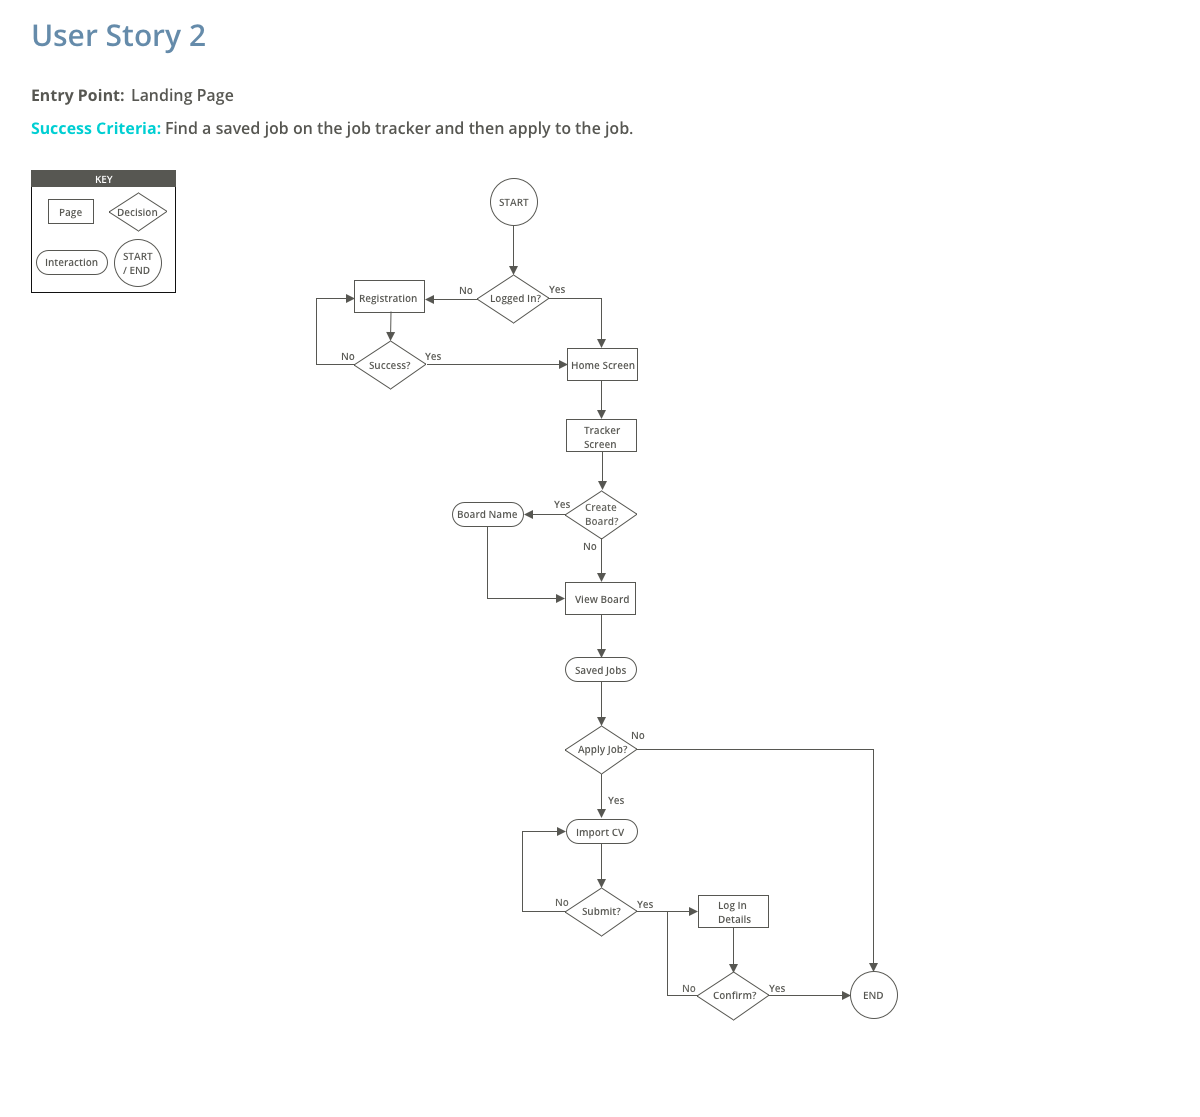 User Story 2
Entry Point: Landing Page
Success Criteria: Find a saved job on the job tracker and then apply to the job.
KEY
Page
Decision
Interaction
START
/ END
START
Logged In?
No
Yes
Registration
Success?
No
Yes
Home Screen
Tracker
Screen
Create
Board?
Yes
Board Name
No
View Board
Saved Jobs
Apply Job?
No
Yes
Import CV
Submit?
No
Yes
Log In
Details
Confirm?
No
Yes
END